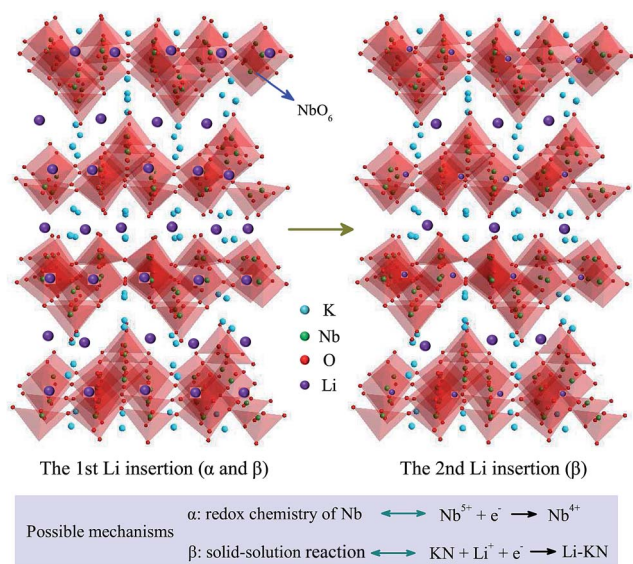 NbO₆
K
Nb
O
Li
The 1st Li insertion (α and β)
The 2nd Li insertion (β)
Possible mechanisms
α: redox chemistry of Nb ⟷ Nb⁵⁺ + e⁻ → Nb⁴⁺
β: solid-solution reaction ⟷ KN + Li⁺ + e⁻ → Li-KN